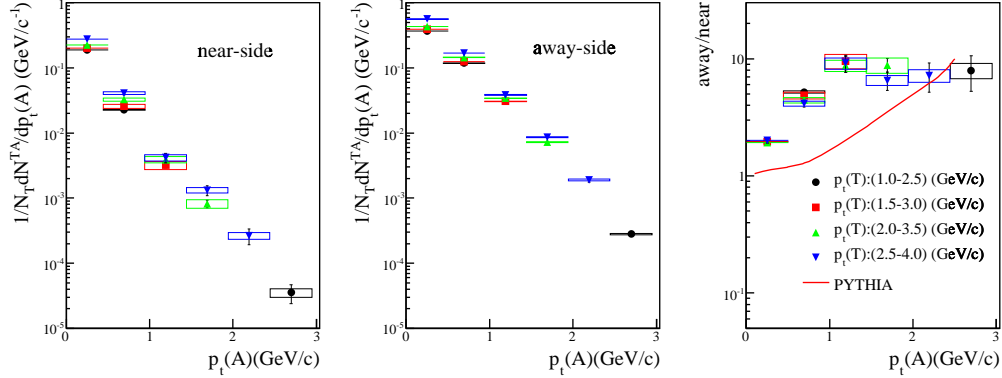 1/N_T dN^TA/dp_t(A) (GeV/c^-1)
1
10^-1
10^-2
10^-3
10^-4
10^-5
near-side
0 1 2 3
p_t(A)(GeV/c)
1/N_T dN^TA/dp_t(A) (GeV/c^-1)
1
10^-1
10^-2
10^-3
10^-4
10^-5
away-side
0 1 2 3
p_t(A)(GeV/c)
away/near
10^2
10
1
10^-1
p_t(T):(1.0-2.5) (GeV/c)
p_t(T):(1.5-3.0) (GeV/c)
p_t(T):(2.0-3.5) (GeV/c)
p_t(T):(2.5-4.0) (GeV/c)
PYTHIA
0 1 2 3
p_t(A)(GeV/c)